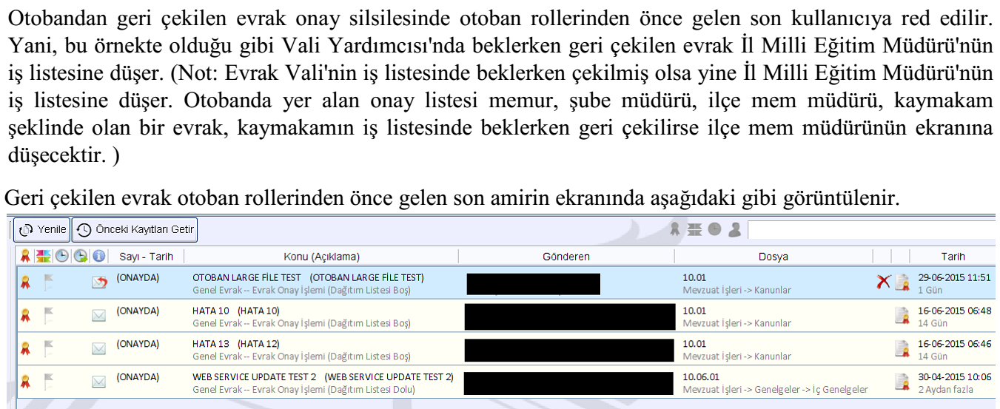 Otobandan geri çekilen evrak onay silsilesinde otoban rollerinden önce gelen son kullanıcıya red edilir.
Yani, bu örnekte olduğu gibi Vali Yardımcısı'nda beklerken geri çekilen evrak İl Milli Eğitim Müdürü'nün
iş listesine düşer. (Not: Evrak Vali'nin iş listesinde beklerken çekilmiş olsa yine İl Milli Eğitim Müdürü'nün
iş listesine düşer. Otobanda yer alan onay listesi memur, şube müdürü, ilçe mem müdürü, kaymakam
şeklinde olan bir evrak, kaymakamın iş listesinde beklerken geri çekilirse ilçe mem müdürünün ekranına
düşecektir. )
Geri çekilen evrak otoban rollerinden önce gelen son amirin ekranında aşağıdaki gibi görüntülenir.
Yenile Önceki Kayıtları Getir
Sayı - Tarih Konu (Açıklama) Gönderen Dosya Tarih
(ONAYDA) OTOBAN LARGE FİLE TEST (OTOBAN LARGE FİLE TEST) 10.01 29-06-2015 11:51
Genel Evrak -- Evrak Onay İşlemi (Dağıtım Listesi Boş) Mevzuat İşleri -> Kanunlar 1 Gün
(ONAYDA) HATA 10 (HATA 10) 10.01 16-06-2015 06:48
Genel Evrak -- Evrak Onay İşlemi (Dağıtım Listesi Boş) Mevzuat İşleri -> Kanunlar 14 Gün
(ONAYDA) HATA 13 (HATA 12) 10.01 16-06-2015 06:46
Genel Evrak -- Evrak Onay İşlemi (Dağıtım Listesi Boş) Mevzuat İşleri -> Kanunlar 14 Gün
(ONAYDA) WEB SERVICE UPDATE TEST 2 (WEB SERVICE UPDATE TEST 2) 10.06.01 30-04-2015 10:06
Genel Evrak -- Evrak Onay İşlemi (Dağıtım Listesi Dolu) Mevzuat İşleri -> Genelgeler -> İç Genelgeler 2 Aydan fazla